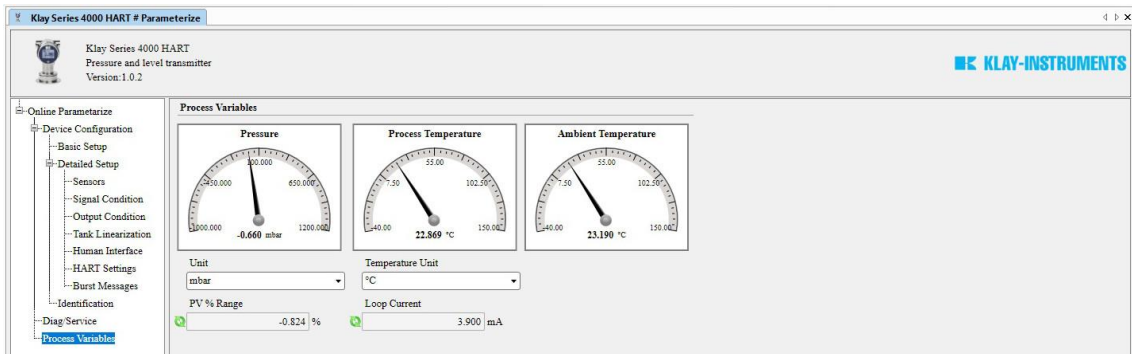 Klay Series 4000 HART # Parameterize
Klay Series 4000 HART
Pressure and level transmitter
Version:1.0.2
KLAY-INSTRUMENTS
Online Parametarize
Device Configuration
Basic Setup
Detailed Setup
Sensors
Signal Condition
Output Condition
Tank Linearization
Human Interface
HART Settings
Burst Messages
Identification
Diag/Service
Process Variables
Process Variables
Pressure
100.000
-450.000 650.000
-1000.000 1200.000
-0.660 mbar
Process Temperature
55.00
7.50 102.50
-40.00 150.00
22.869 °C
Ambient Temperature
55.00
7.50 102.50
-40.00 150.00
23.190 °C
Unit
mbar
Temperature Unit
°C
PV % Range
-0.824 %
Loop Current
3.900 mA